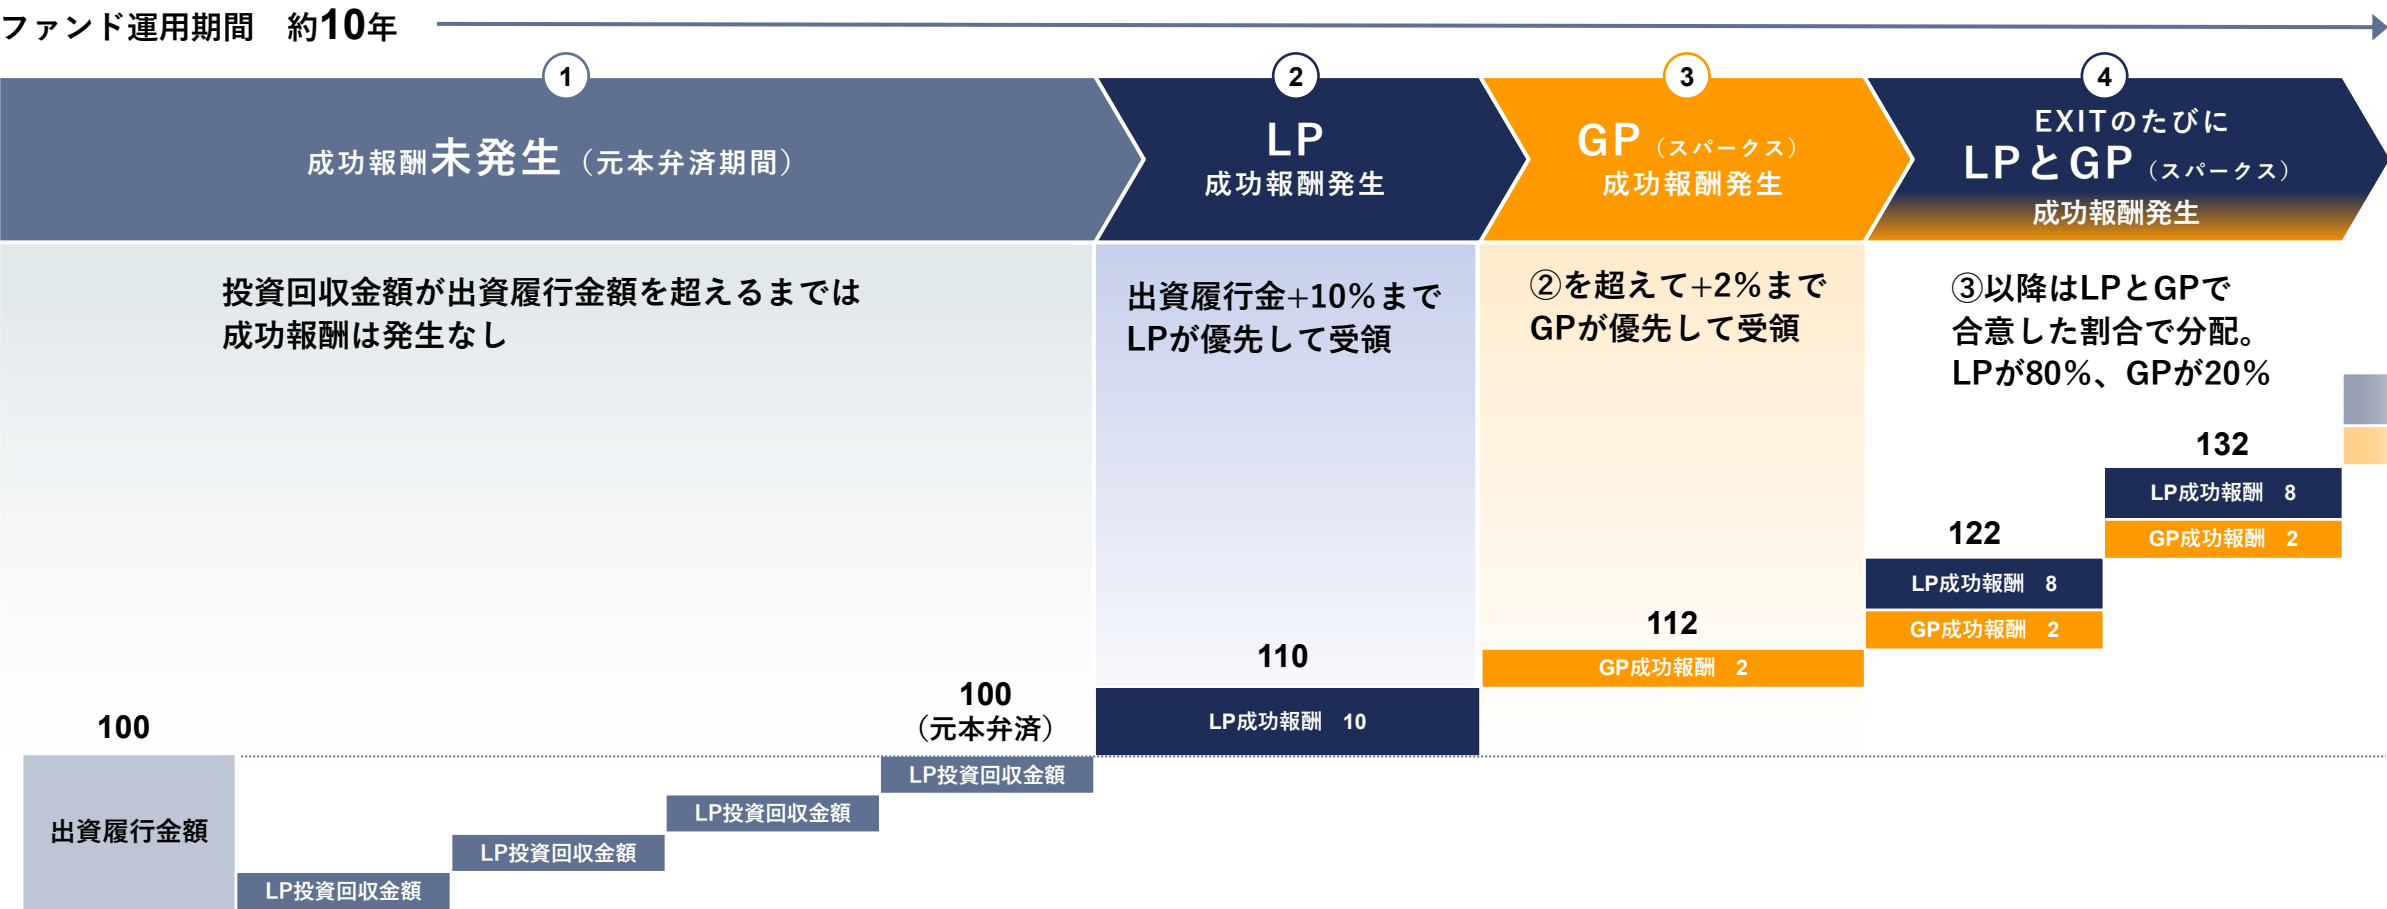 ファンド運用期間　約10年
①
成功報酬未発生（元本弁済期間）
②
LP
成功報酬発生
③
GP（スパークス）
成功報酬発生
④
EXITのたびに
LPとGP（スパークス）
成功報酬発生
投資回収金額が出資履行金額を超えるまでは
成功報酬は発生なし
出資履行金+10%まで
LPが優先して受領
②を超えて+2%まで
GPが優先して受領
③以降はLPとGPで
合意した割合で分配。
LPが80%、GPが20%
100
出資履行金額
LP投資回収金額
LP投資回収金額
LP投資回収金額
100
（元本弁済）
LP投資回収金額
110
LP成功報酬　10
112
GP成功報酬　2
122
LP成功報酬　8
GP成功報酬　2
132
LP成功報酬　8
GP成功報酬　2